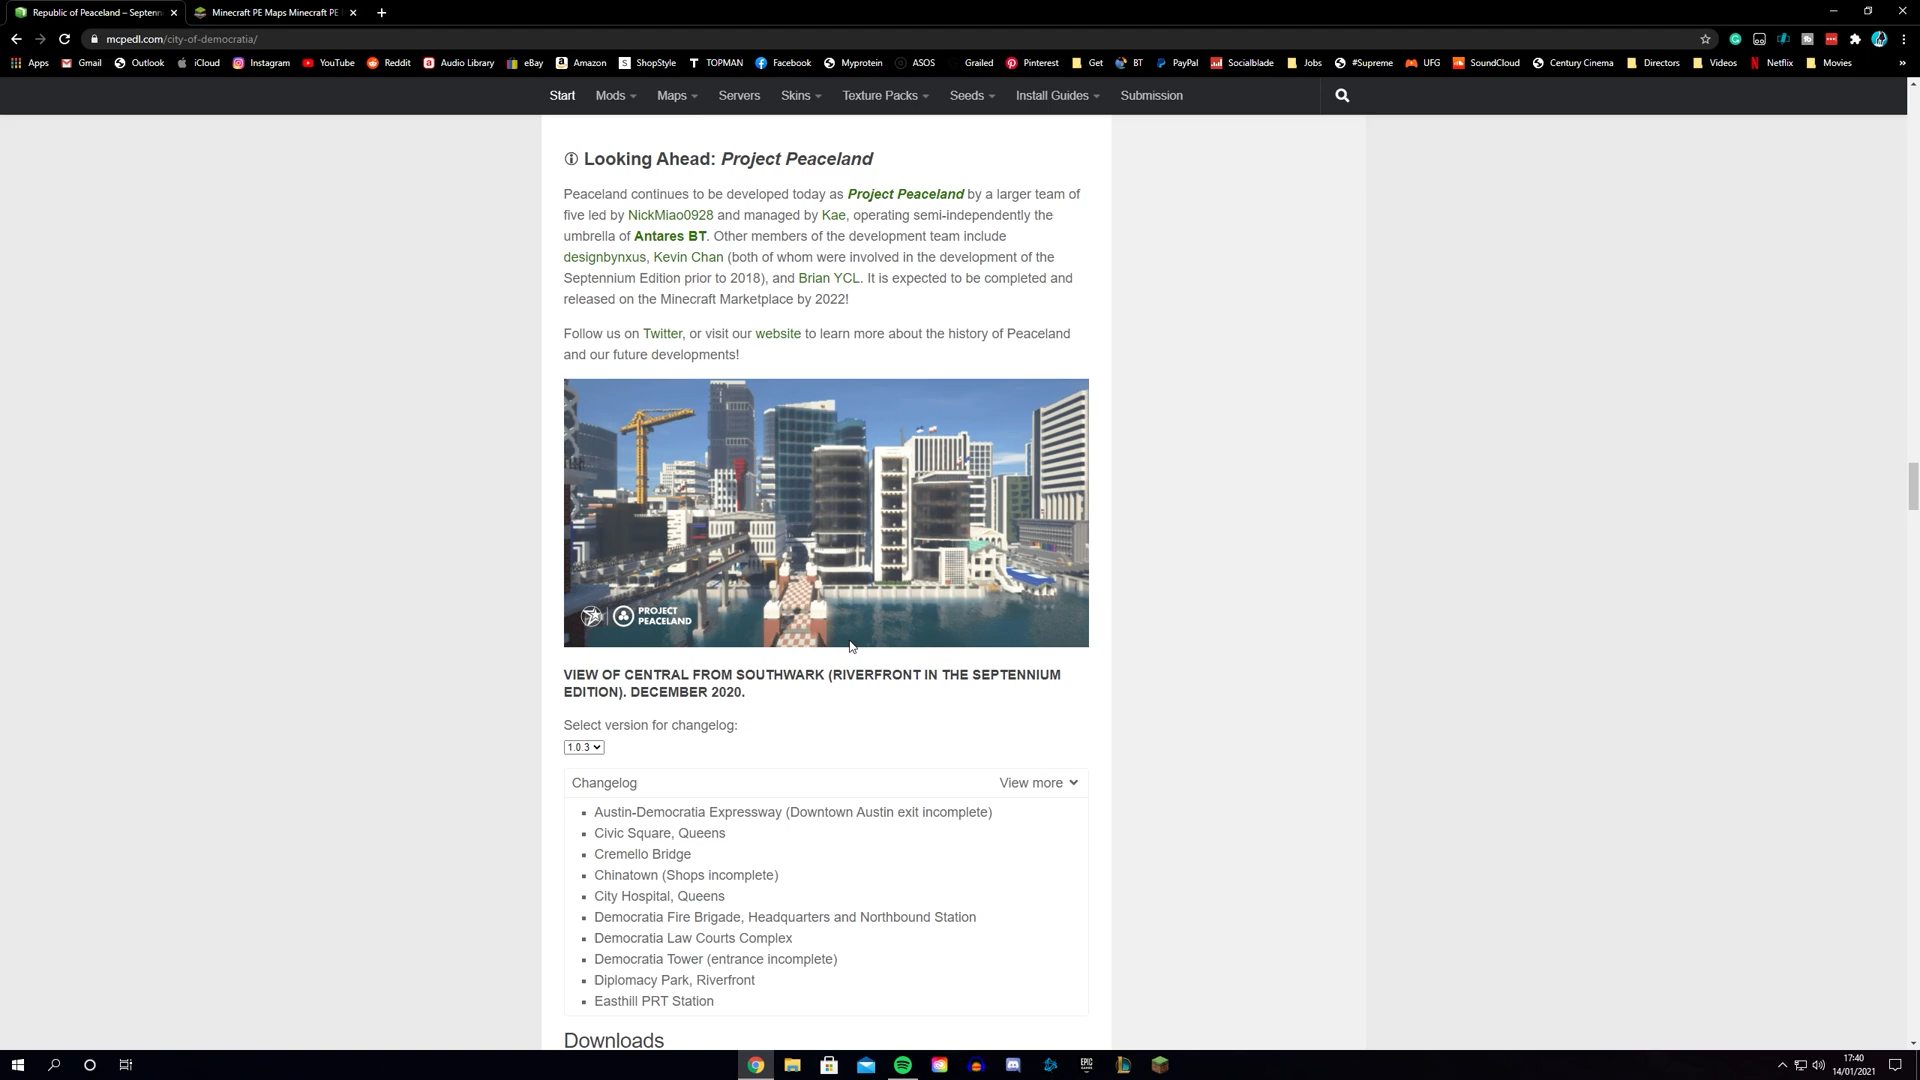 Republic of Peaceland – Septenn
Minecraft PE Maps Minecraft PE
mcpedl.com/city-of-democratia/
Apps Gmail Outlook iCloud Instagram YouTube Reddit Audio Library eBay Amazon ShopStyle TOPMAN Facebook Myprotein ASOS Grailed Pinterest Get BT PayPal Socialblade Jobs #Supreme UFG SoundCloud Century Cinema Directors Videos Netflix Movies »
Start Mods Maps Servers Skins Texture Packs Seeds Install Guides Submission
Looking Ahead: Project Peaceland
Peaceland continues to be developed today as Project Peaceland by a larger team of
five led by NickMiao0928 and managed by Kae, operating semi-independently the
umbrella of Antares BT. Other members of the development team include
designbynxus, Kevin Chan (both of whom were involved in the development of the
Septennium Edition prior to 2018), and Brian YCL. It is expected to be completed and
released on the Minecraft Marketplace by 2022!
Follow us on Twitter, or visit our website to learn more about the history of Peaceland
and our future developments!
PROJECT
PEACELAND
VIEW OF CENTRAL FROM SOUTHWARK (RIVERFRONT IN THE SEPTENNIUM
EDITION). DECEMBER 2020.
Select version for changelog:
1.0.3
Changelog View more
Austin-Democratia Expressway (Downtown Austin exit incomplete)
Civic Square, Queens
Cremello Bridge
Chinatown (Shops incomplete)
City Hospital, Queens
Democratia Fire Brigade, Headquarters and Northbound Station
Democratia Law Courts Complex
Democratia Tower (entrance incomplete)
Diplomacy Park, Riverfront
Easthill PRT Station
Downloads
EPIC
GAMES
17:40
14/01/2021